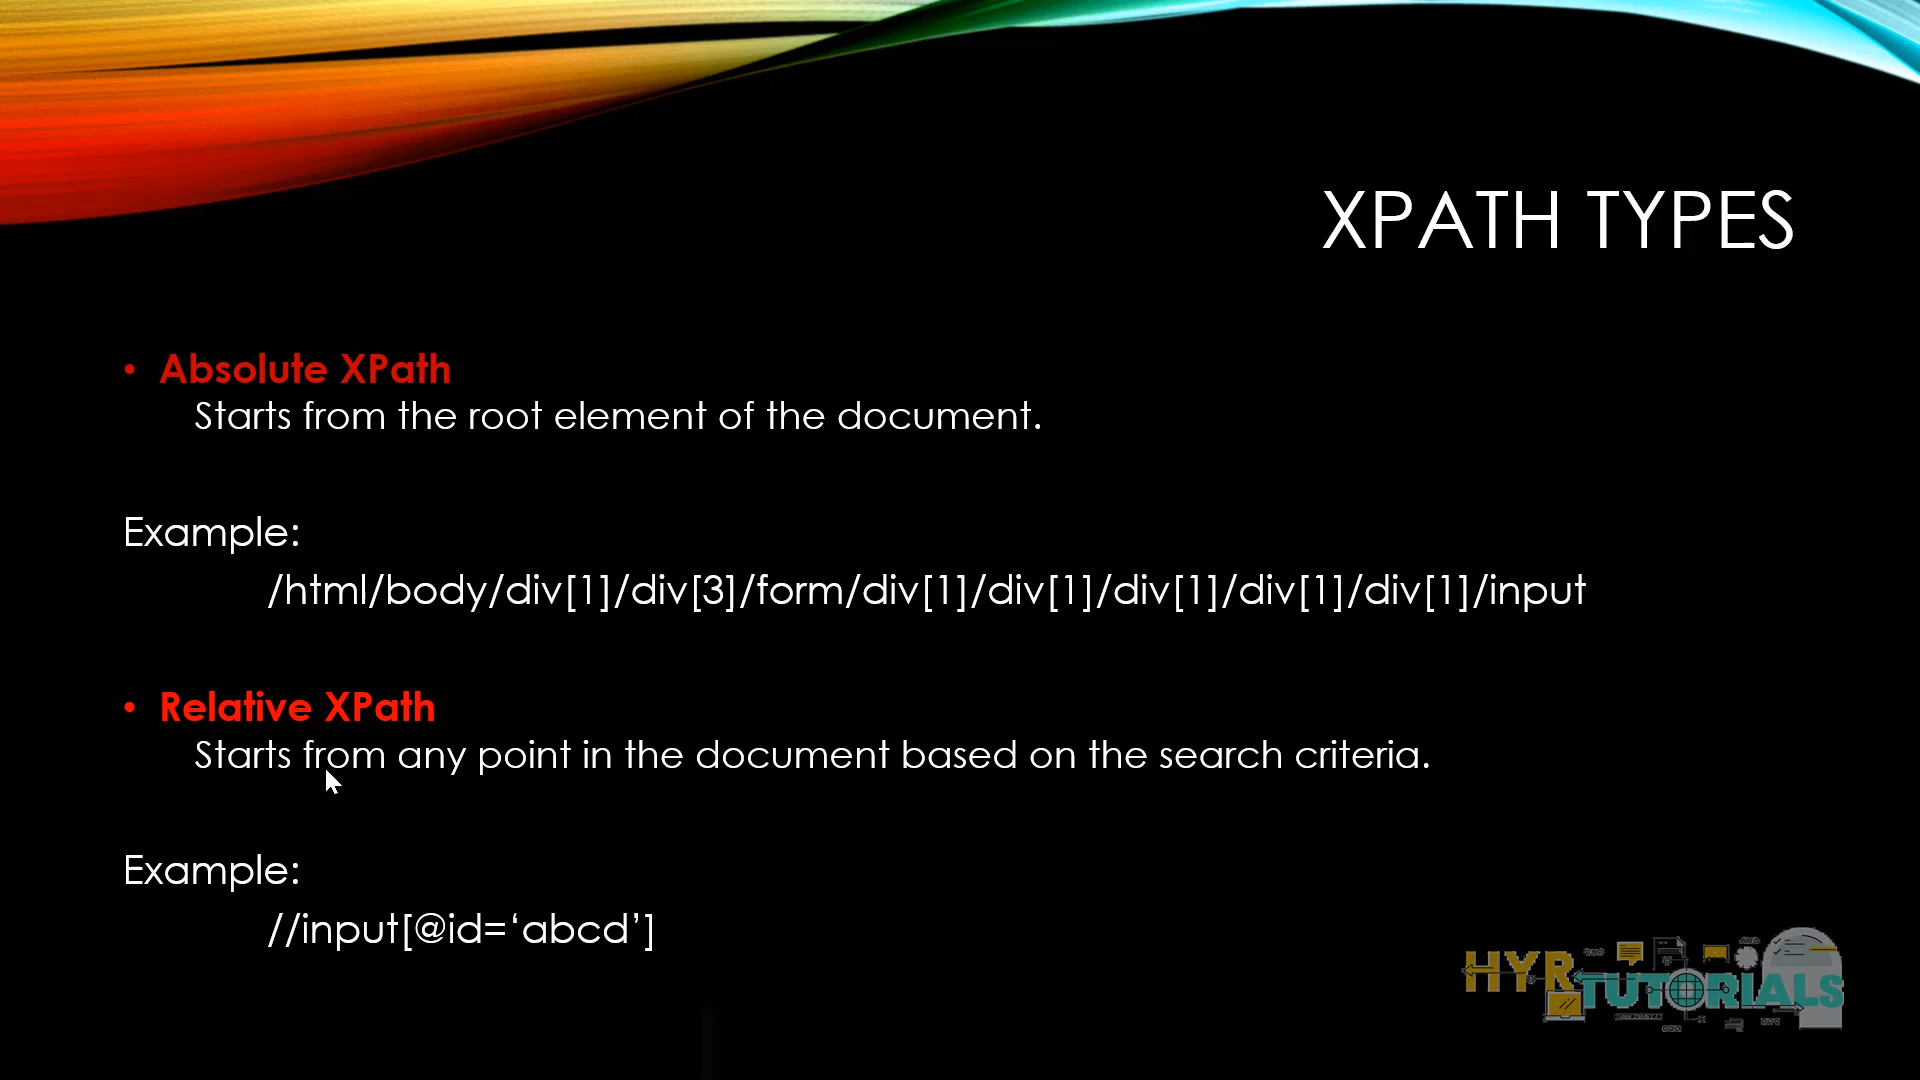 XPATH TYPES
• Absolute XPath
Starts from the root element of the document.
Example:
/html/body/div[1]/div[3]/form/div[1]/div[1]/div[1]/div[1]/div[1]/input
• Relative XPath
Starts from any point in the document based on the search criteria.
Example:
//input[@id=‘abcd’]
HYR TUTORIALS